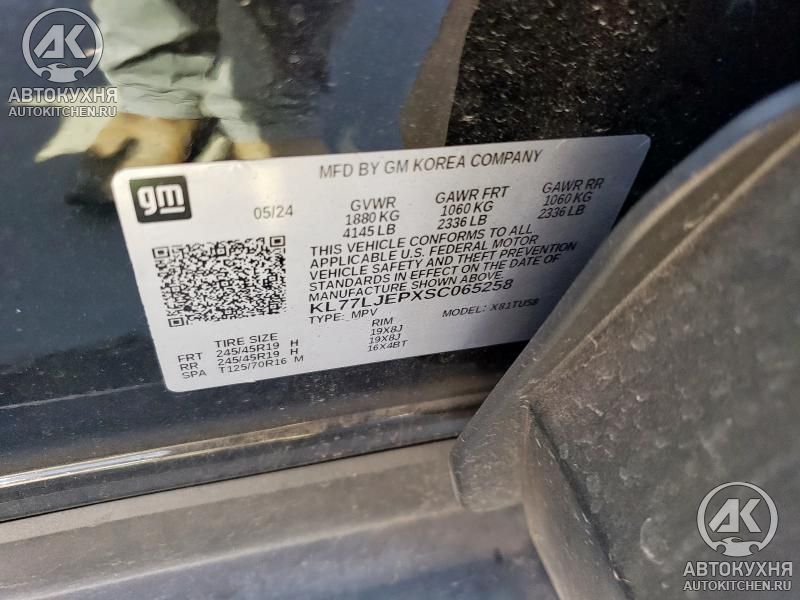 АК
АВТОКУХНЯ
AUTOKITCHEN.RU
MFD BY GM KOREA COMPANY
gm
05/24
GVWR GAWR FRT GAWR RR
1880 KG 1060 KG 1060 KG
4145 LB 2336 LB 2336 LB
THIS VEHICLE CONFORMS TO ALL
APPLICABLE U.S. FEDERAL MOTOR
VEHICLE SAFETY AND THEFT PREVENTION
STANDARDS IN EFFECT ON THE DATE OF
MANUFACTURE SHOWN ABOVE.
KL77LJEPXSC065258
TYPE: MPV MODEL: X81TU58
TIRE SIZE RIM
FRT 245/45R19 H 19X8J
RR 245/45R19 H 19X8J
SPA T125/70R16 M 16X4BT
АК
АВТОКУХНЯ
AUTOKITCHEN.RU